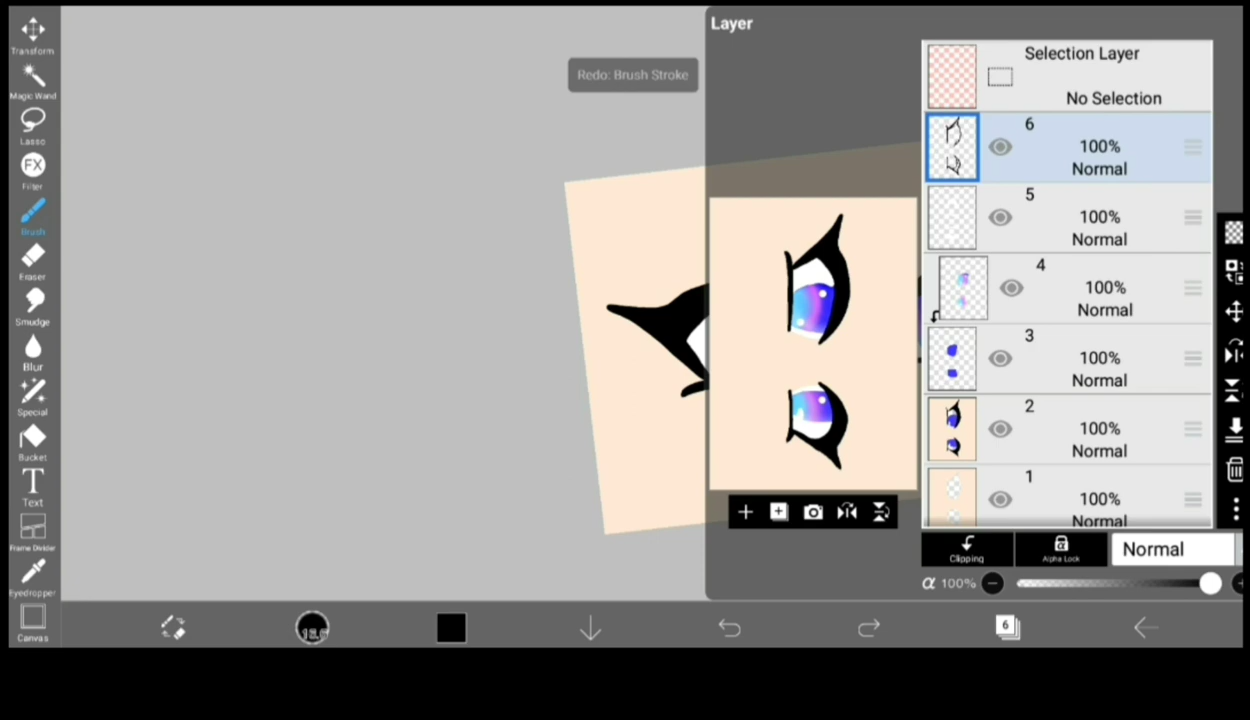 Layer
Redo: Brush Stroke
Transform
Magic Wand
Lasso
FX
Filter
Brush
Eraser
Smudge
Blur
Special
Bucket
T
Text
Frame Divider
Eyedropper
Canvas
Selection Layer
No Selection
6
100%
Normal
5
100%
Normal
4
100%
Normal
3
100%
Normal
2
100%
Normal
1
100%
Normal
Clipping
α
Alpha Lock
Normal
α 100%
6